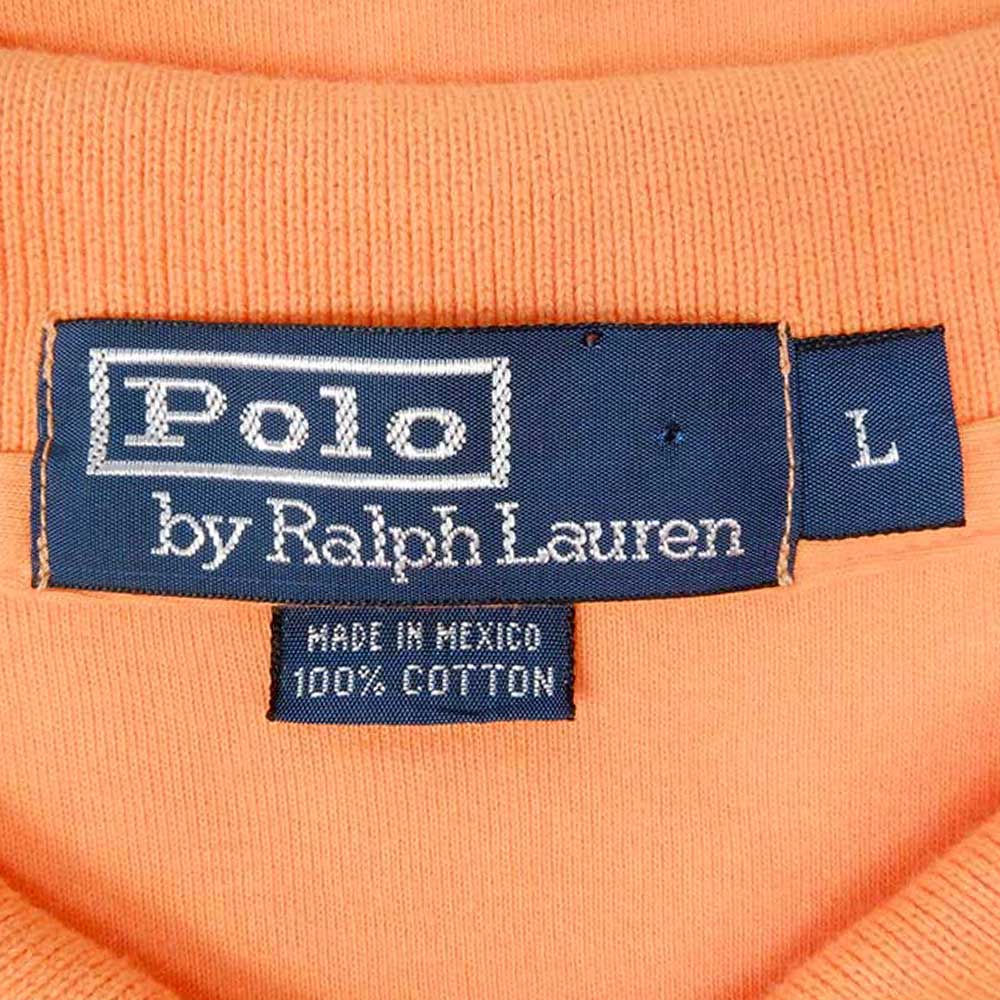 Polo
by Ralph Lauren
L
MADE IN MEXICO
100% COTTON